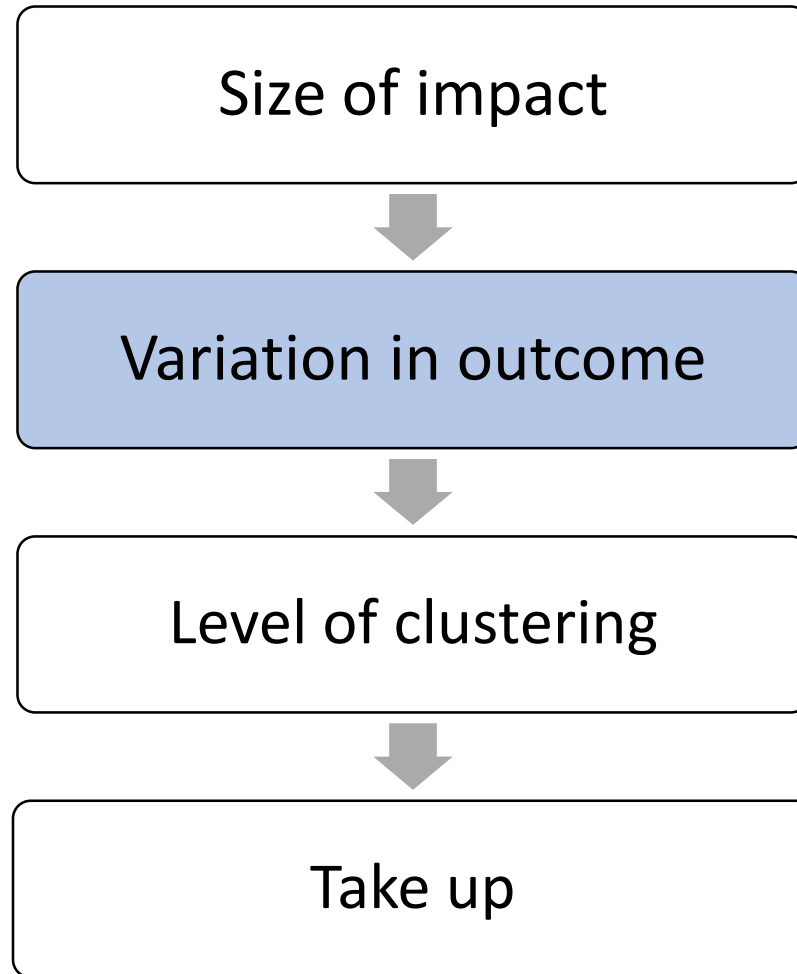 Size of impact
Variation in outcome
Level of clustering
Take up